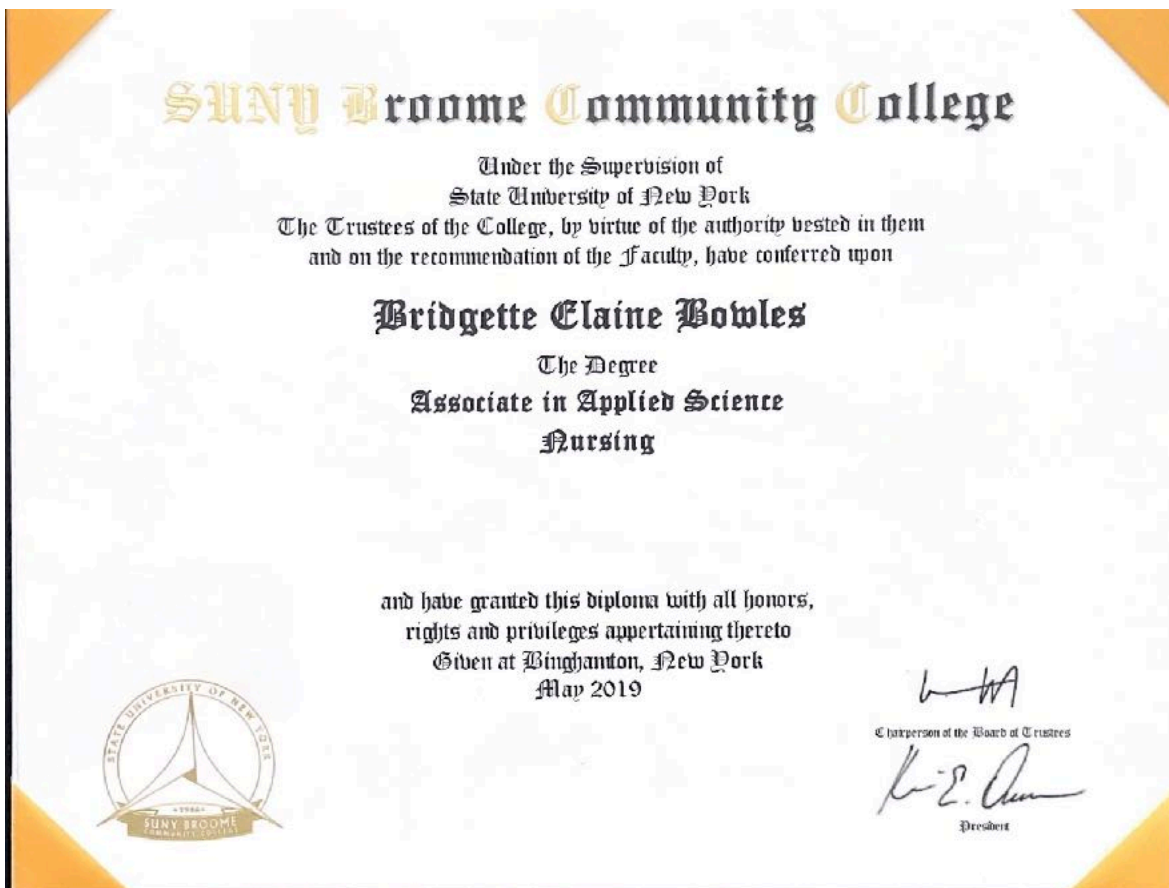 SUNY Broome Community College
Under the Supervision of
State University of New York
The Trustees of the College, by virtue of the authority vested in them
and on the recommendation of the Faculty, have conferred upon
Bridgette Elaine Bowles
The Degree
Associate in Applied Science
Nursing
and have granted this diploma with all honors,
rights and privileges appertaining thereto
Given at Binghamton, New York
May 2019
STATE UNIVERSITY OF NEW YORK
1946
SUNY BROOME
COMMUNITY COLLEGE
Chairperson of the Board of Trustees
President